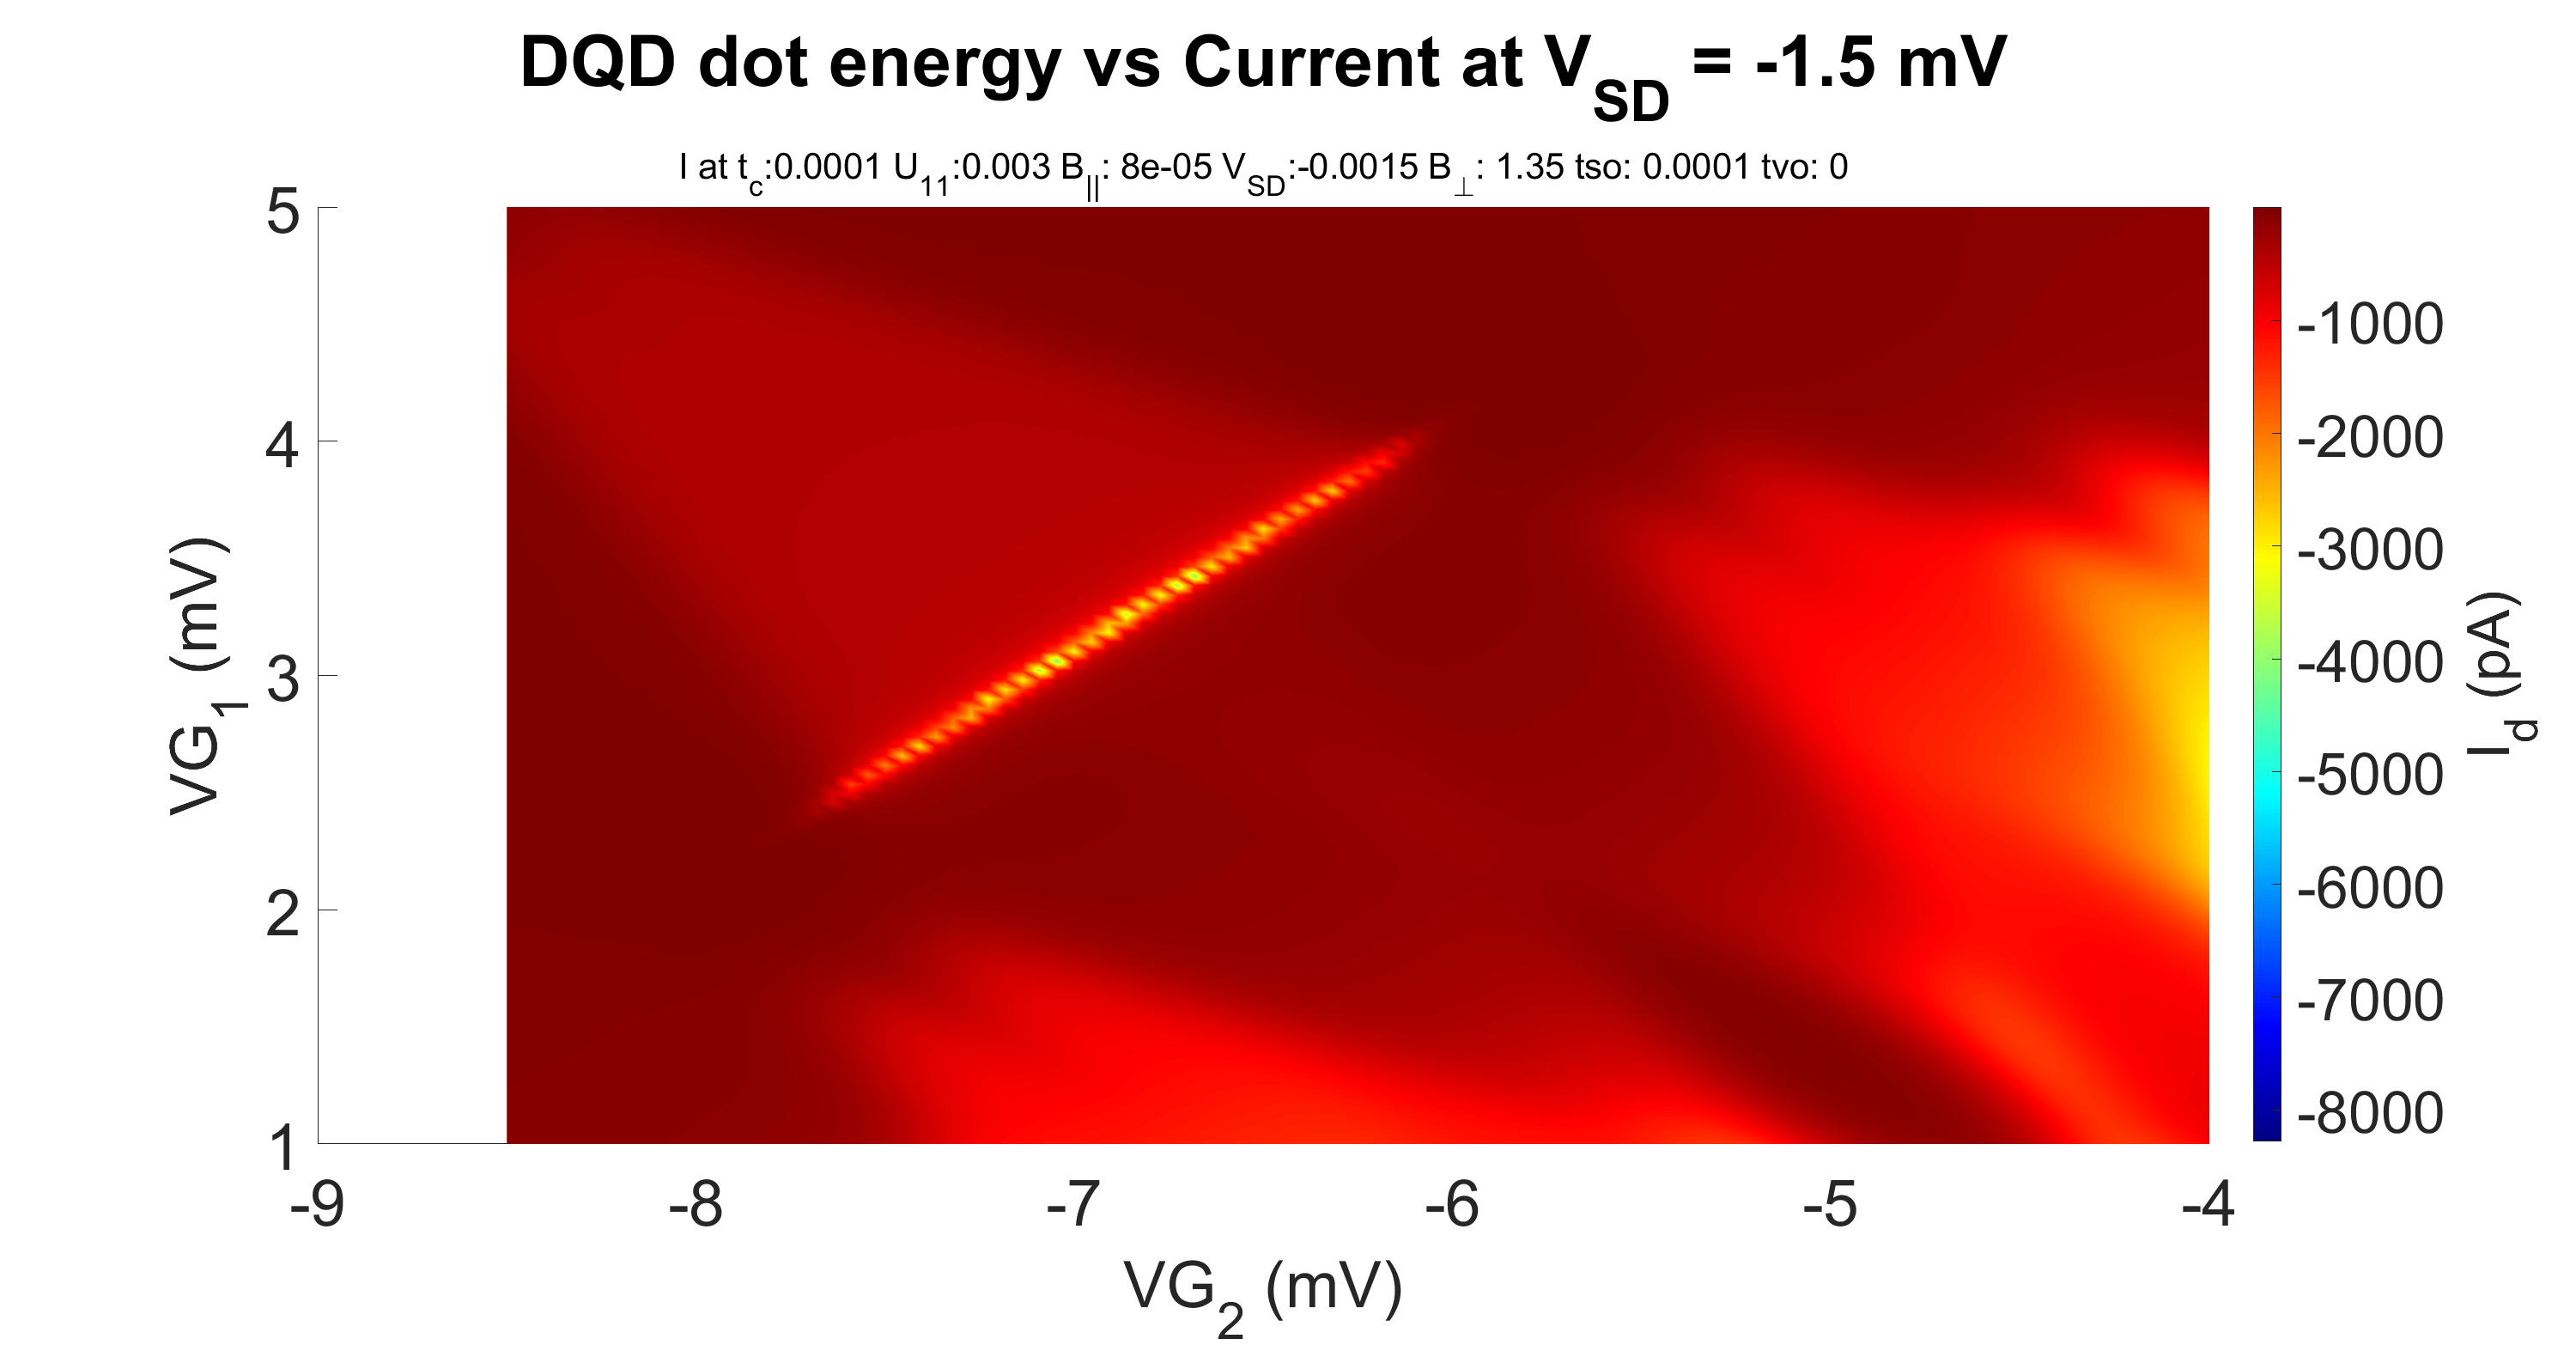 DQD dot energy vs Current at V_SD = -1.5 mV
I at t_c:0.0001 U_11:0.003 B_||: 8e-05 V_SD:-0.0015 B_⊥: 1.35 tso: 0.0001 tvo: 0
5
4
3
2
1
VG_1 (mV)
-9 -8 -7 -6 -5 -4
VG_2 (mV)
-1000
-2000
-3000
-4000
-5000
-6000
-7000
-8000
I_d (pA)